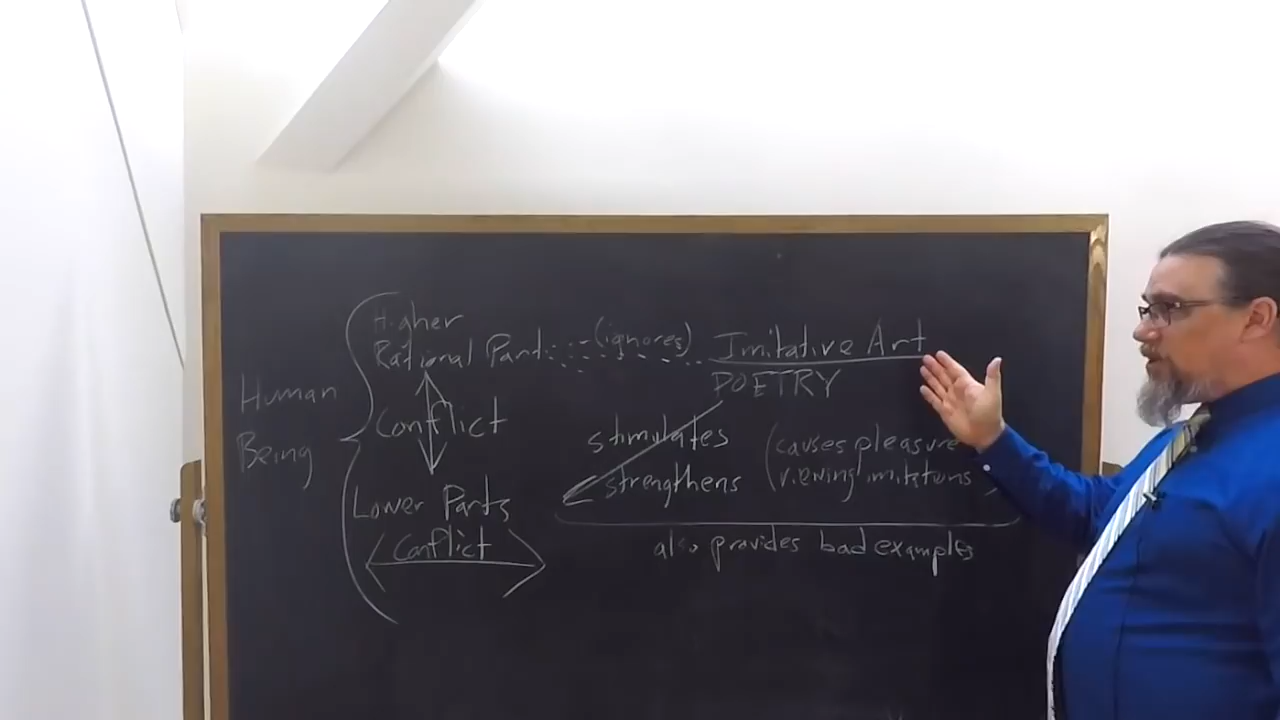 Human
Being
Higher
Rational Part
(ignores)
Imitative Art
POETRY
Conflict
stimulates
strengthens
(causes pleasure
viewing imitations
Lower Parts
Conflict
also provides bad examples